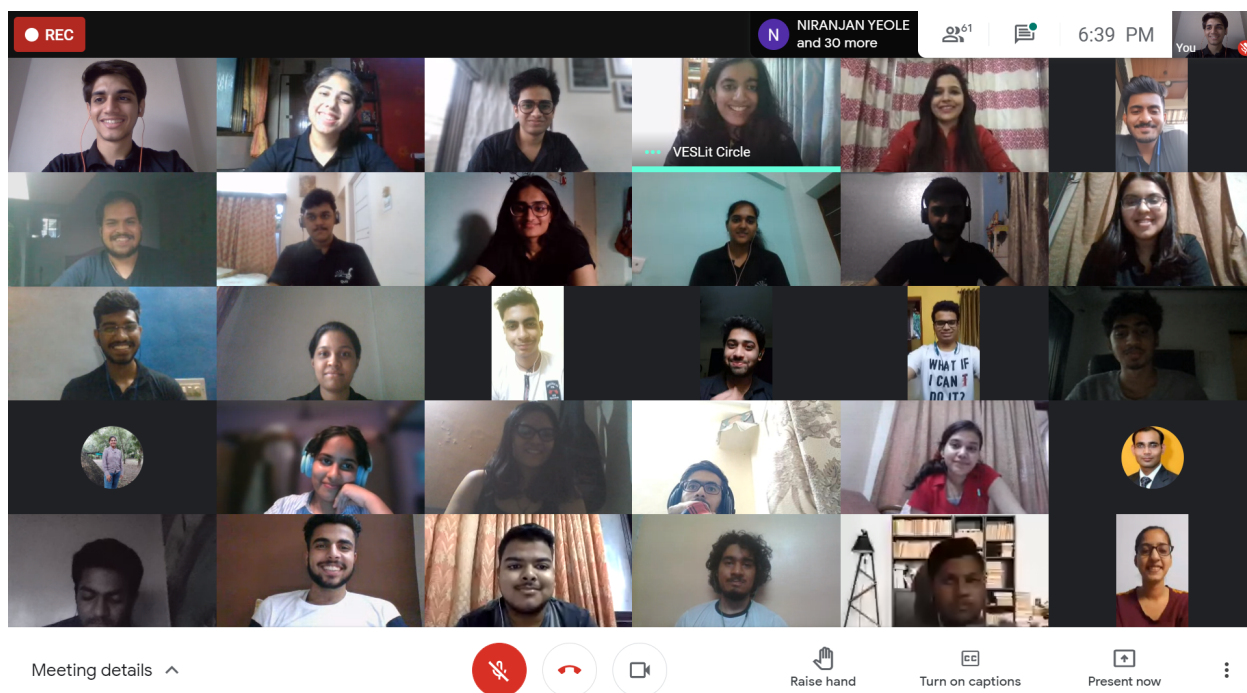 REC
N
NIRANJAN YEOLE
and 30 more
61
6:39 PM
You
VESLit Circle
WHAT IF
I CAN T
DO IT?
Meeting details
Raise hand
CC
Turn on captions
Present now